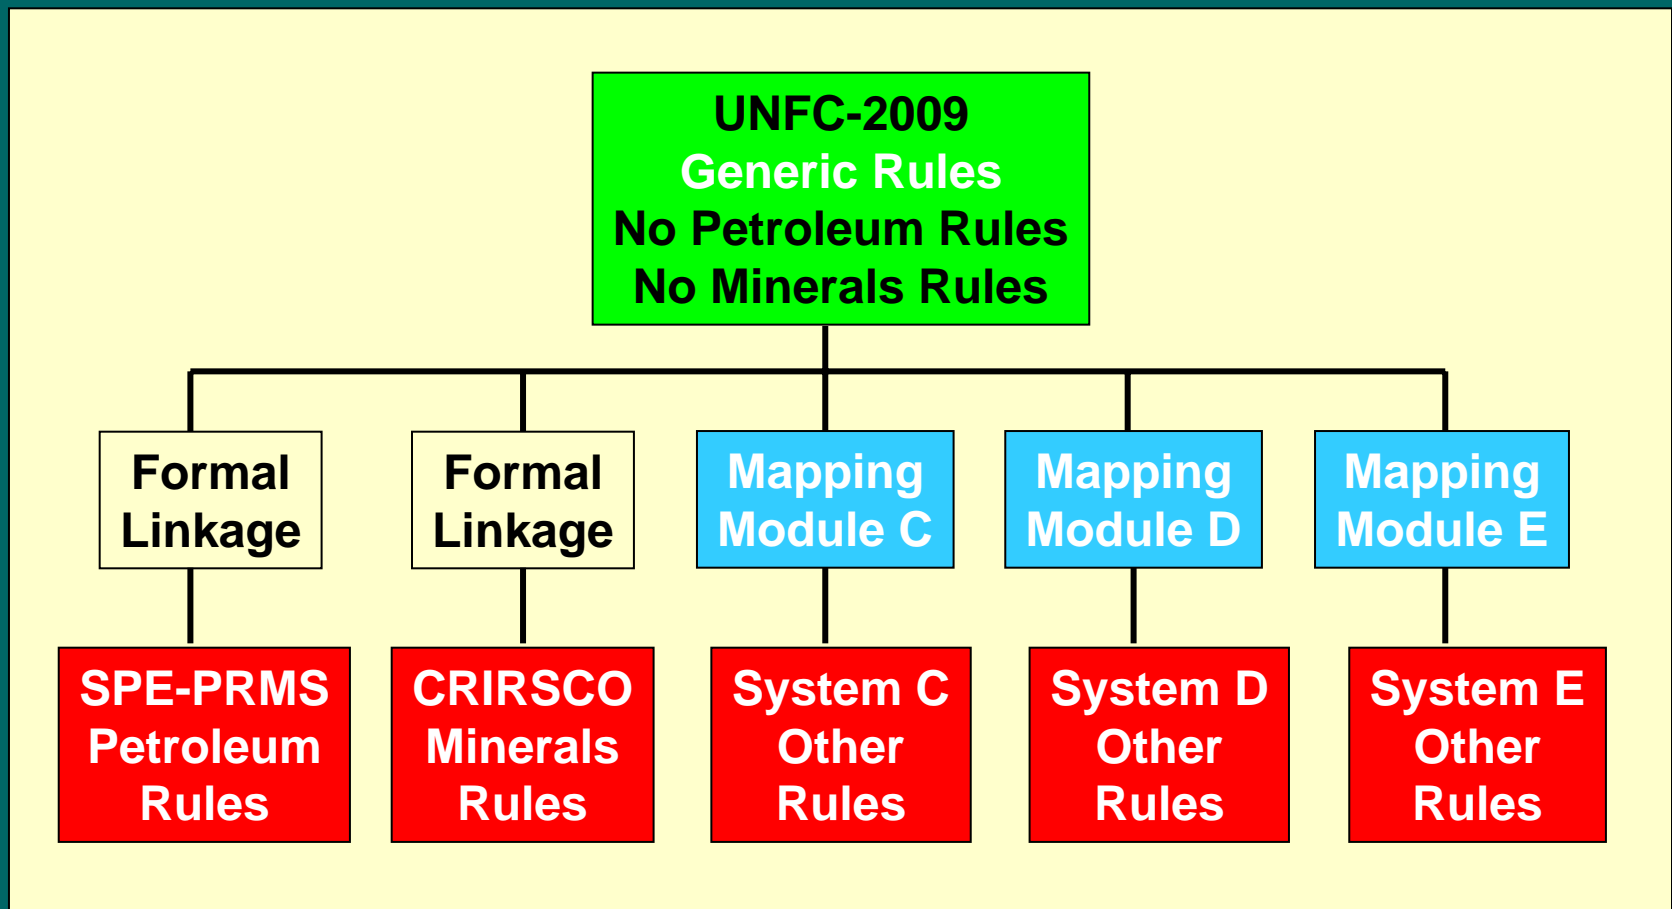 UNFC-2009
Generic Rules
No Petroleum Rules
No Minerals Rules
Formal
Linkage
Formal
Linkage
Mapping
Module C
Mapping
Module D
Mapping
Module E
SPE-PRMS
Petroleum
Rules
CRIRSCO
Minerals
Rules
System C
Other
Rules
System D
Other
Rules
System E
Other
Rules